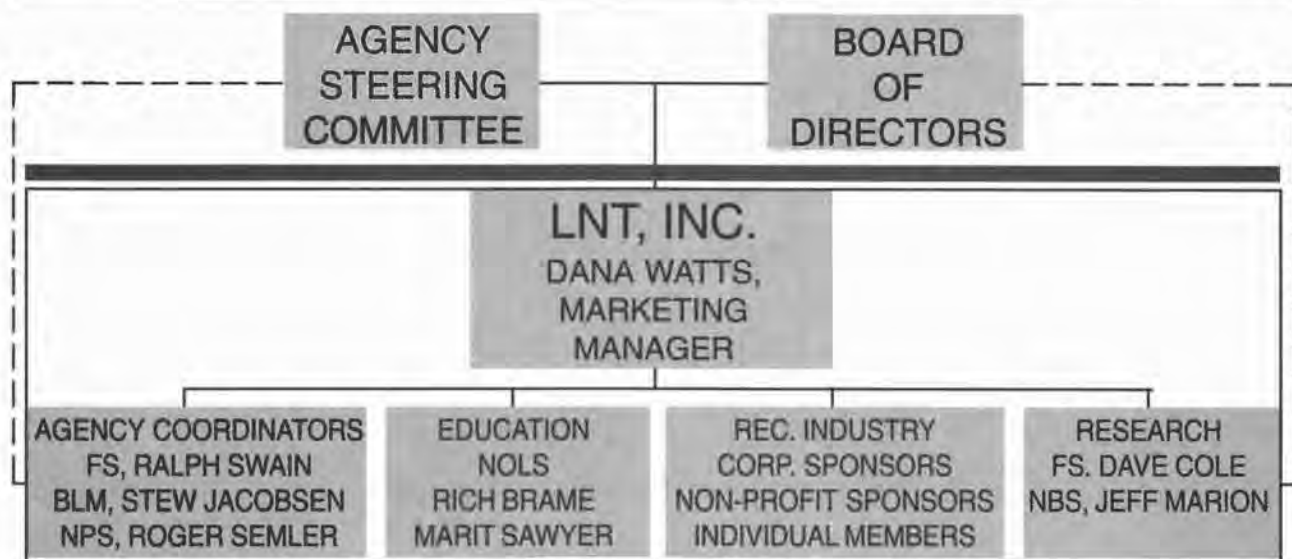 AGENCY
STEERING
COMMITTEE
BOARD
OF
DIRECTORS
LNT, INC.
DANA WATTS,
MARKETING
MANAGER
AGENCY COORDINATORS
FS, RALPH SWAIN
BLM, STEW JACOBSEN
NPS, ROGER SEMLER
EDUCATION
NOLS
RICH BRAME
MARIT SAWYER
REC. INDUSTRY
CORP. SPONSORS
NON-PROFIT SPONSORS
INDIVIDUAL MEMBERS
RESEARCH
FS. DAVE COLE
NBS, JEFF MARION